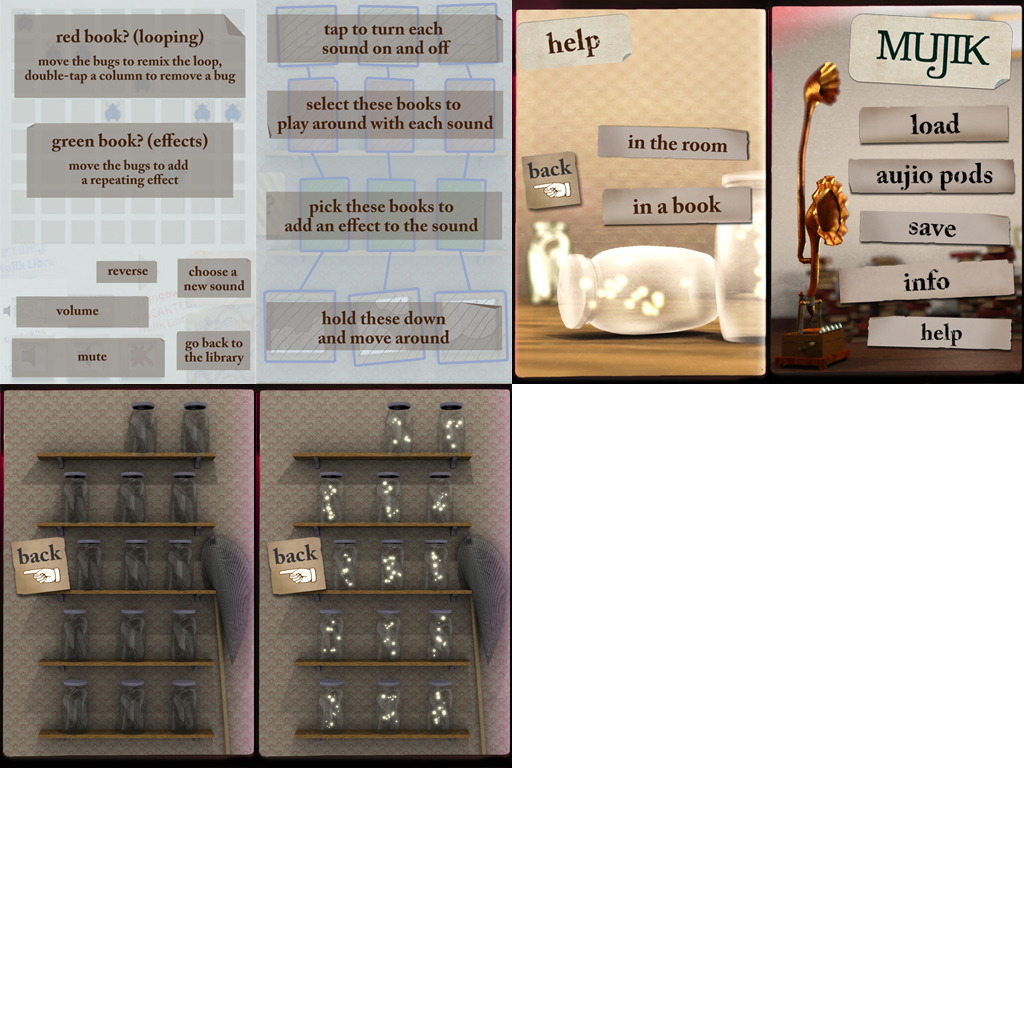 red book? (looping)
move the bugs to remix the loop,
double-tap a column to remove a bug
green book? (effects)
move the bugs to add
a repeating effect
reverse
choose a
new sound
volume
mute
go back to
the library
tap to turn each
sound on and off
select these books to
play around with each sound
pick these books to
add an effect to the sound
hold these down
and move around
help
in the room
back
in a book
MUJIK
load
aujio pods
save
info
help
back
back